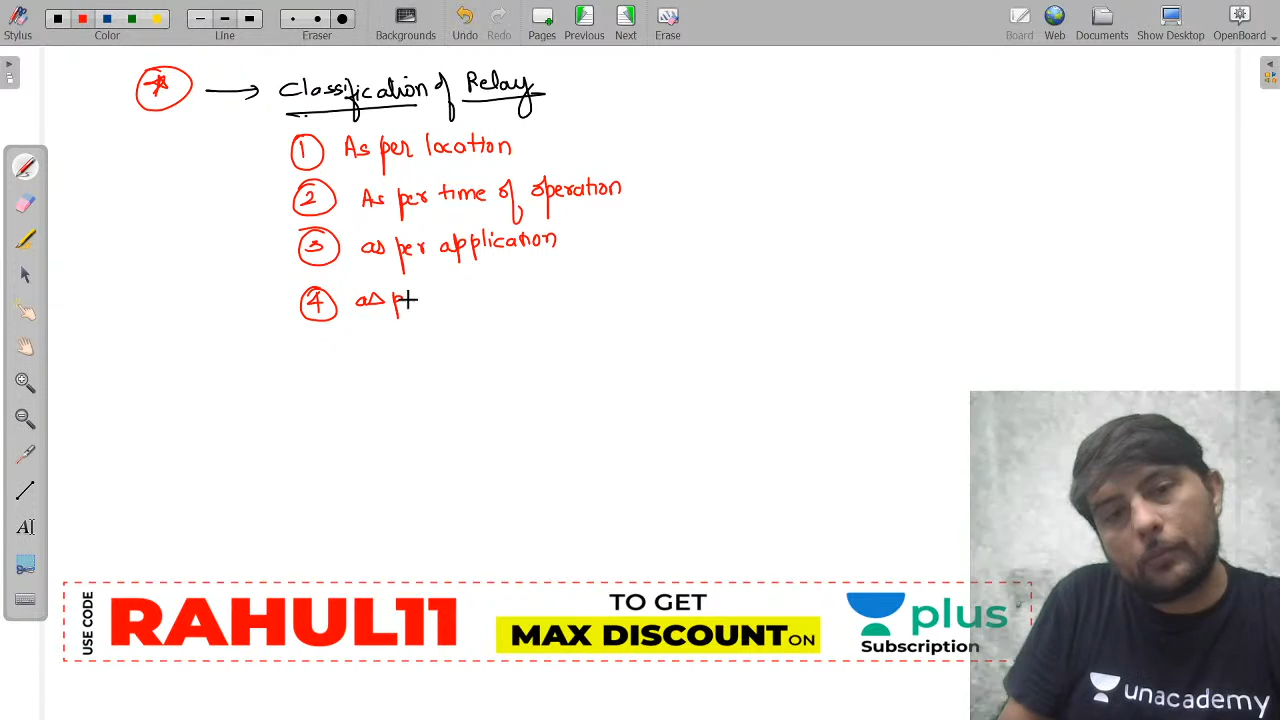 Stylus
Color
Line
Eraser
Backgrounds
Undo
Redo
Pages
Previous
Next
Erase
Board
Web
Documents
Show Desktop
OpenBoard
→ Classification of Relay
① As per location
② As per time of operation
③ as per application
④ as p
AI
USE CODE
RAHUL11
TO GET
MAX DISCOUNT ON
plus
Subscription
unacademy